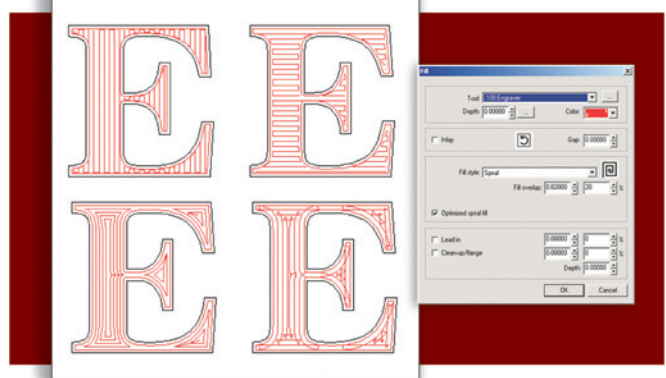 E E
Fill
Tool: .100 Engraver
Depth: 0.00000 ... Color:
Inlay Gap: 0.00000
Fill style: Spiral
Fill overlap: 0.02000 20 %
Optimized spiral fill
Lead in 0.00000 0 %
Clean-up/flange 0.00000 0 %
Depth: 0.00000
OK Cancel
E E